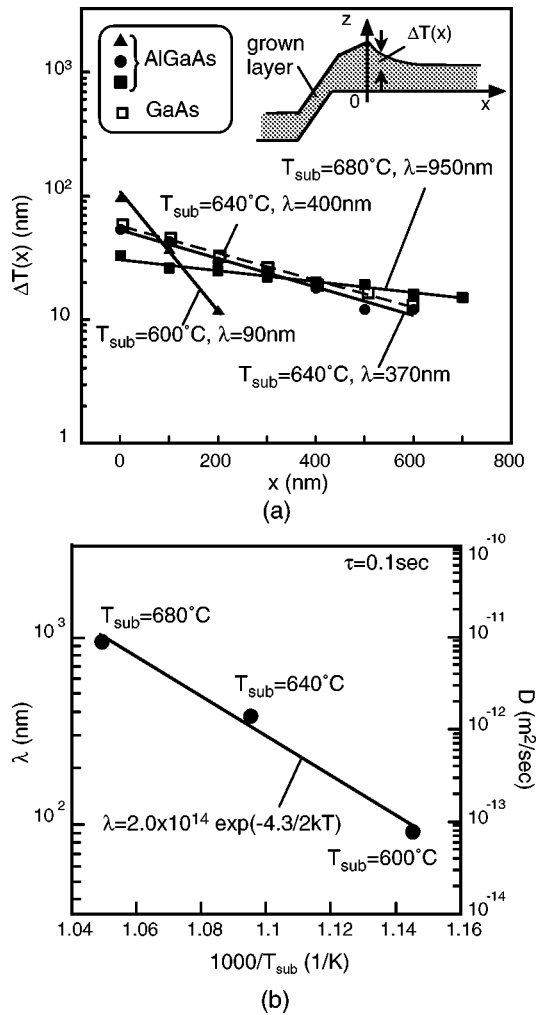 (a)
AlGaAs
GaAs
grown
layer
z
ΔT(x)
0
x
10³
10²
10
1
ΔT(x) (nm)
T_sub=680°C, λ=950nm
T_sub=640°C, λ=400nm
T_sub=600°C, λ=90nm
T_sub=640°C, λ=370nm
0 200 400 600 800
x (nm)
(a)
τ=0.1sec
10⁻¹⁰
T_sub=680°C
10³
10⁻¹¹
T_sub=640°C
10⁻¹²
λ (nm)
D (m²/sec)
λ=2.0x10¹⁴ exp(-4.3/2kT)
10⁻¹³
10²
T_sub=600°C
10⁻¹⁴
1.04 1.06 1.08 1.1 1.12 1.14 1.16
1000/T_sub (1/K)
(b)